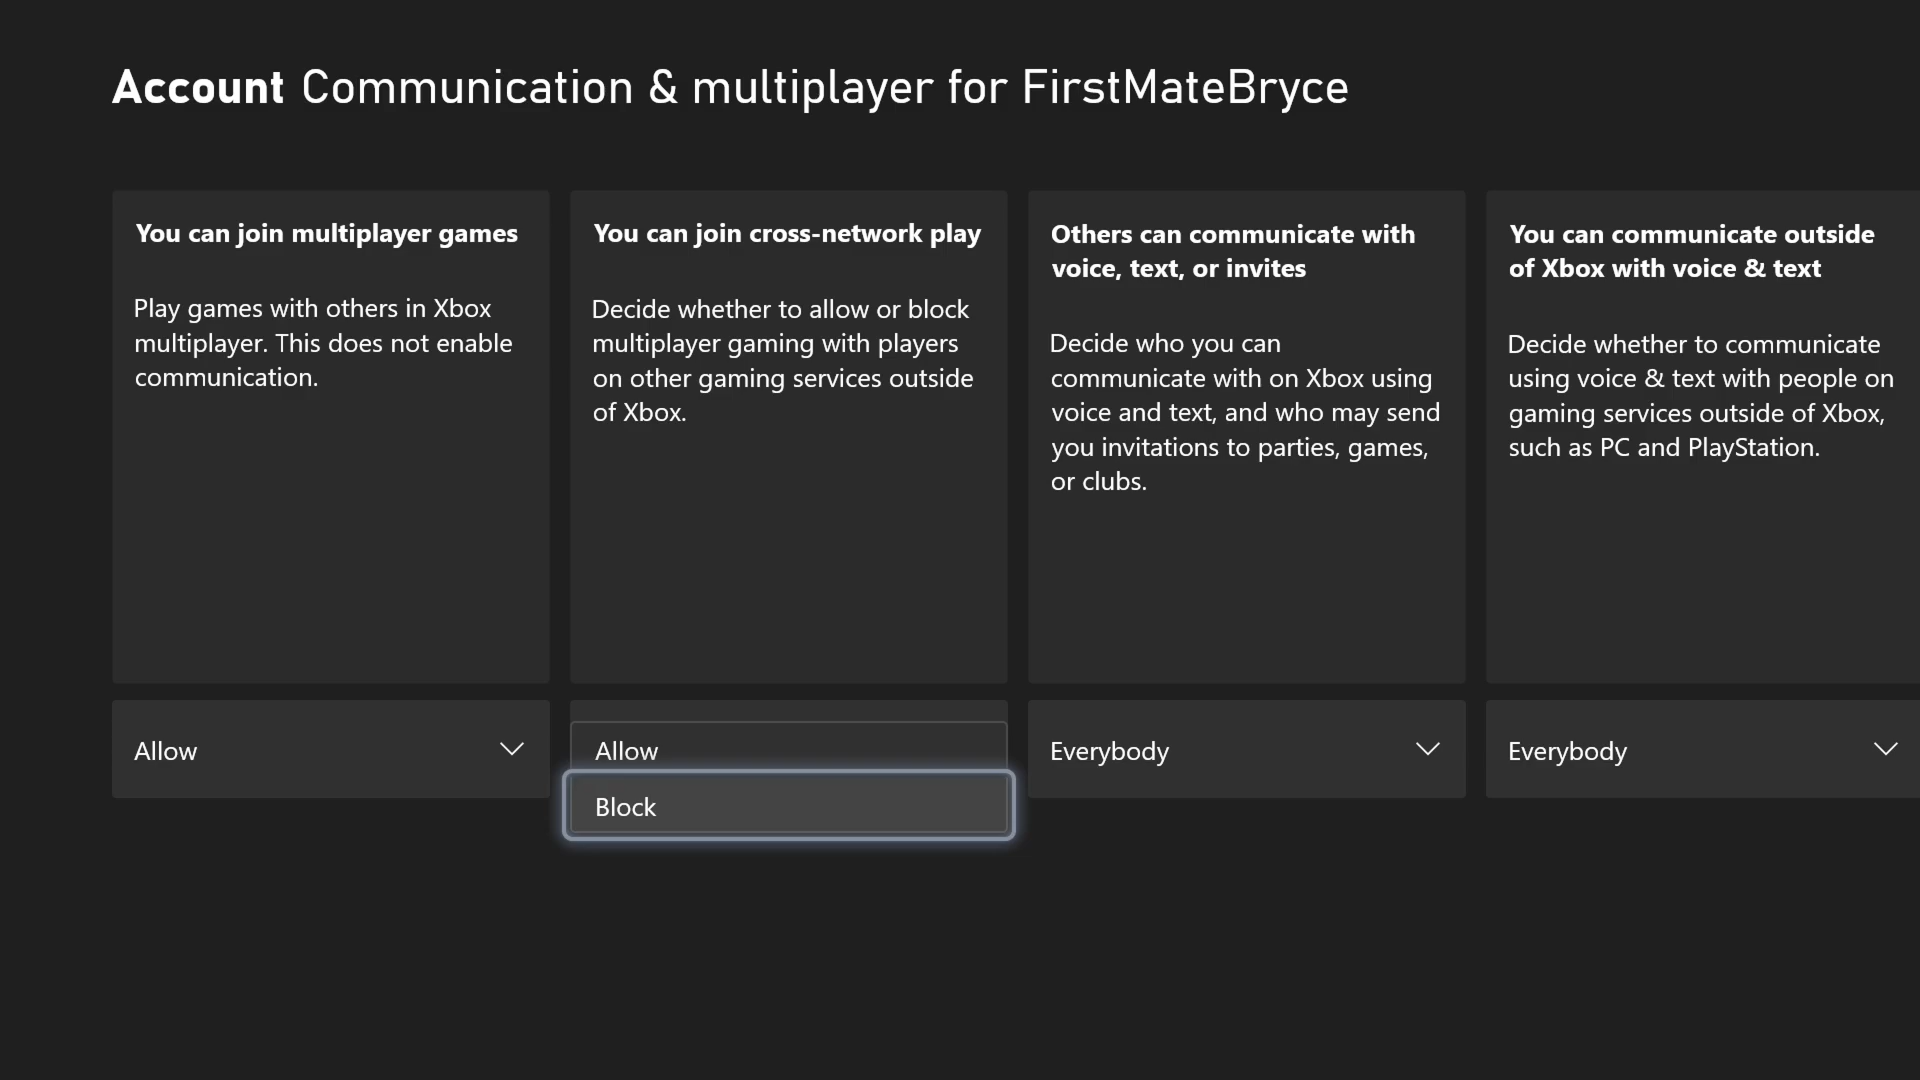 Account Communication & multiplayer for FirstMateBryce
You can join multiplayer games
Play games with others in Xbox
multiplayer. This does not enable
communication.
Allow
You can join cross-network play
Decide whether to allow or block
multiplayer gaming with players
on other gaming services outside
of Xbox.
Allow
Block
Others can communicate with
voice, text, or invites
Decide who you can
communicate with on Xbox using
voice and text, and who may send
you invitations to parties, games,
or clubs.
Everybody
You can communicate outside
of Xbox with voice & text
Decide whether to communicate
using voice & text with people on
gaming services outside of Xbox,
such as PC and PlayStation.
Everybody